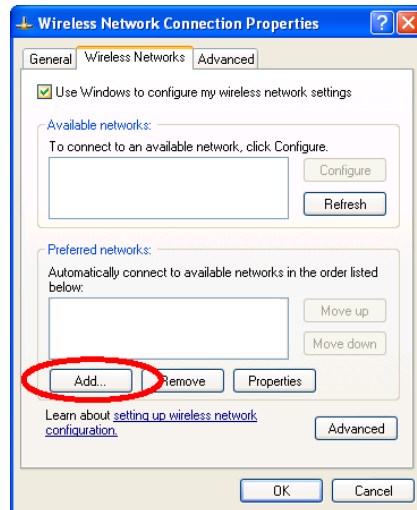 Wireless Network Connection Properties
General Wireless Networks Advanced
Use Windows to configure my wireless network settings
Available networks:
To connect to an available network, click Configure.
Configure
Refresh
Preferred networks:
Automatically connect to available networks in the order listed
below:
Move up
Move down
Add... Remove Properties
Learn about setting up wireless network
configuration.
Advanced
OK Cancel